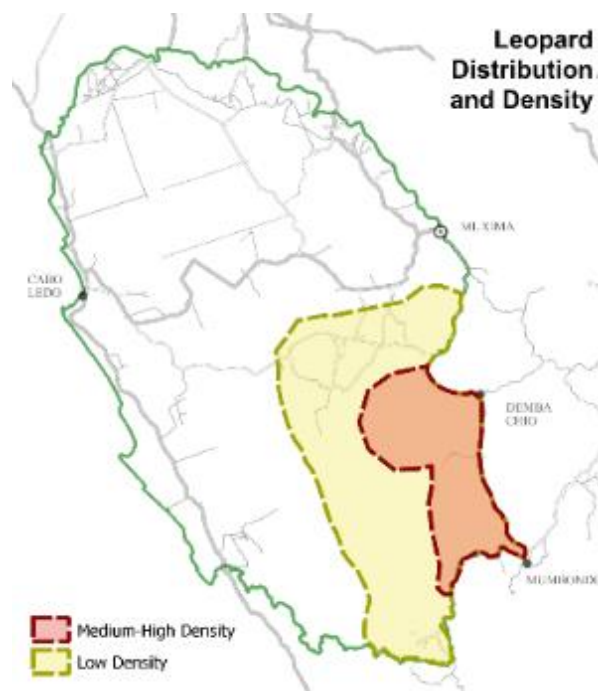 Leopard
Distribution
and Density
MUXIMA
CABO
LEDO
DEMBA
CHIO
MUMBONDO
Medium-High Density
Low Density